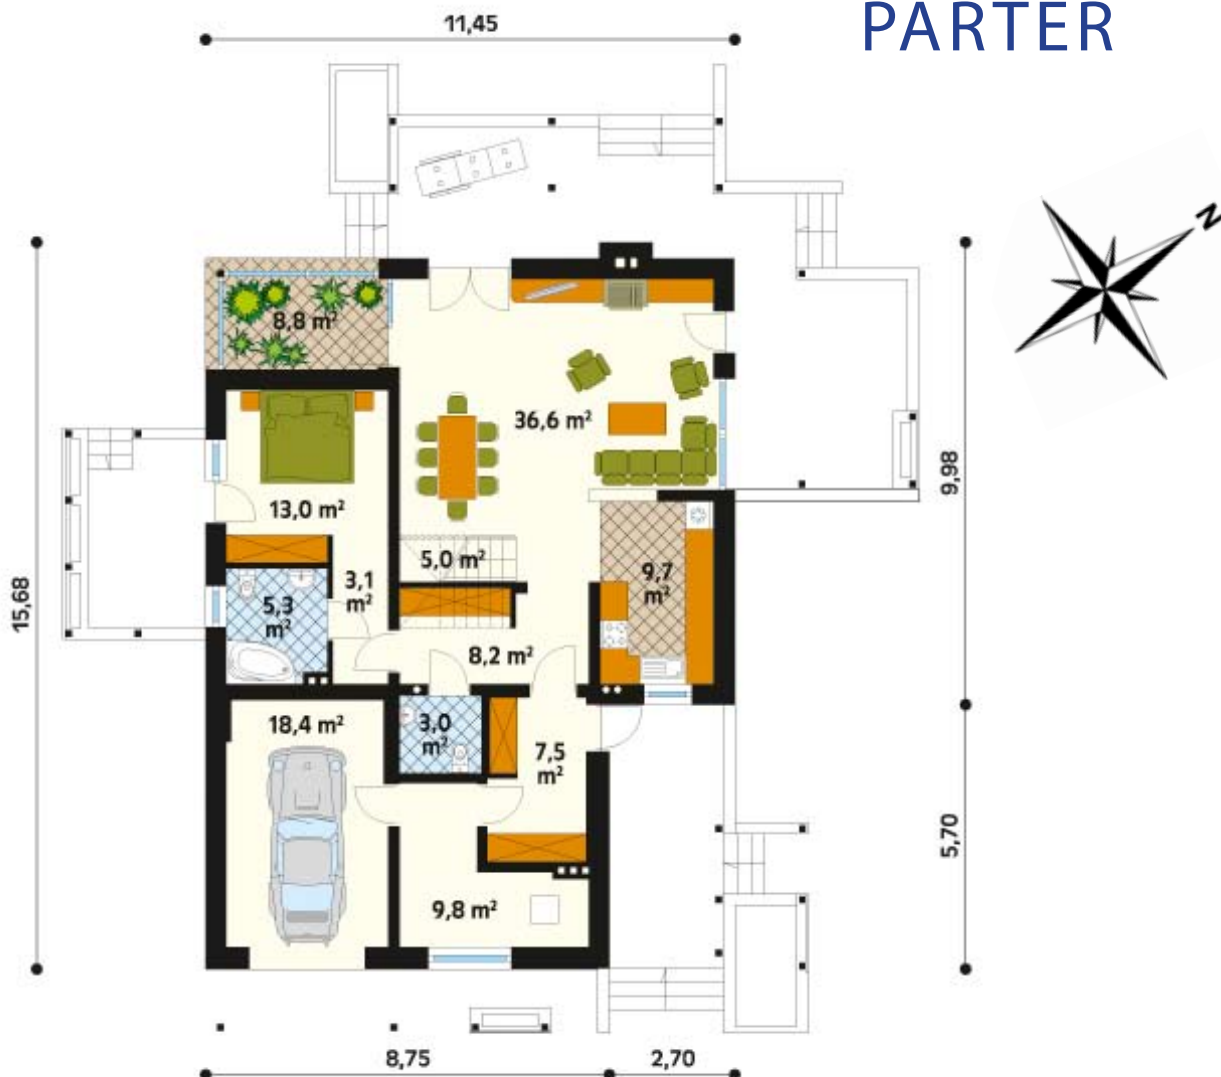 PARTER
11,45
N
8,8 m²
36,6 m²
9,98
13,0 m²
5,0 m²
9,7
m²
3,1
m²
5,3
m²
15,68
8,2 m²
18,4 m²
3,0
m²
7,5
m²
5,70
9,8 m²
8,75
2,70